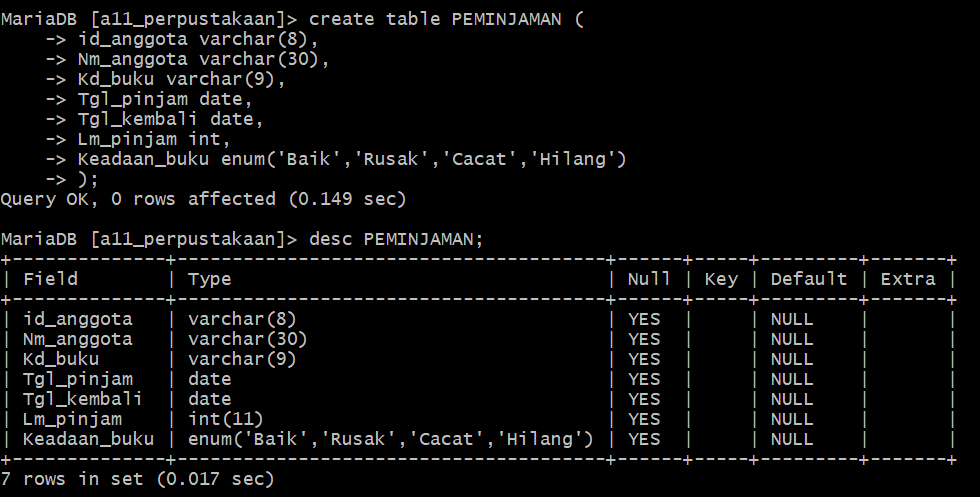 MariaDB [a11_perpustakaan]> create table PEMINJAMAN (
    -> id_anggota varchar(8),
    -> Nm_anggota varchar(30),
    -> Kd_buku varchar(9),
    -> Tgl_pinjam date,
    -> Tgl_kembali date,
    -> Lm_pinjam int,
    -> Keadaan_buku enum('Baik','Rusak','Cacat','Hilang')
    -> );
Query OK, 0 rows affected (0.149 sec)

MariaDB [a11_perpustakaan]> desc PEMINJAMAN;
+--------------+---------------------------------------+------+-----+---------+-------+
| Field        | Type                                  | Null | Key | Default | Extra |
+--------------+---------------------------------------+------+-----+---------+-------+
| id_anggota   | varchar(8)                            | YES  |     | NULL    |       |
| Nm_anggota   | varchar(30)                           | YES  |     | NULL    |       |
| Kd_buku      | varchar(9)                            | YES  |     | NULL    |       |
| Tgl_pinjam   | date                                  | YES  |     | NULL    |       |
| Tgl_kembali  | date                                  | YES  |     | NULL    |       |
| Lm_pinjam    | int(11)                               | YES  |     | NULL    |       |
| Keadaan_buku | enum('Baik','Rusak','Cacat','Hilang') | YES  |     | NULL    |       |
+--------------+---------------------------------------+------+-----+---------+-------+
7 rows in set (0.017 sec)